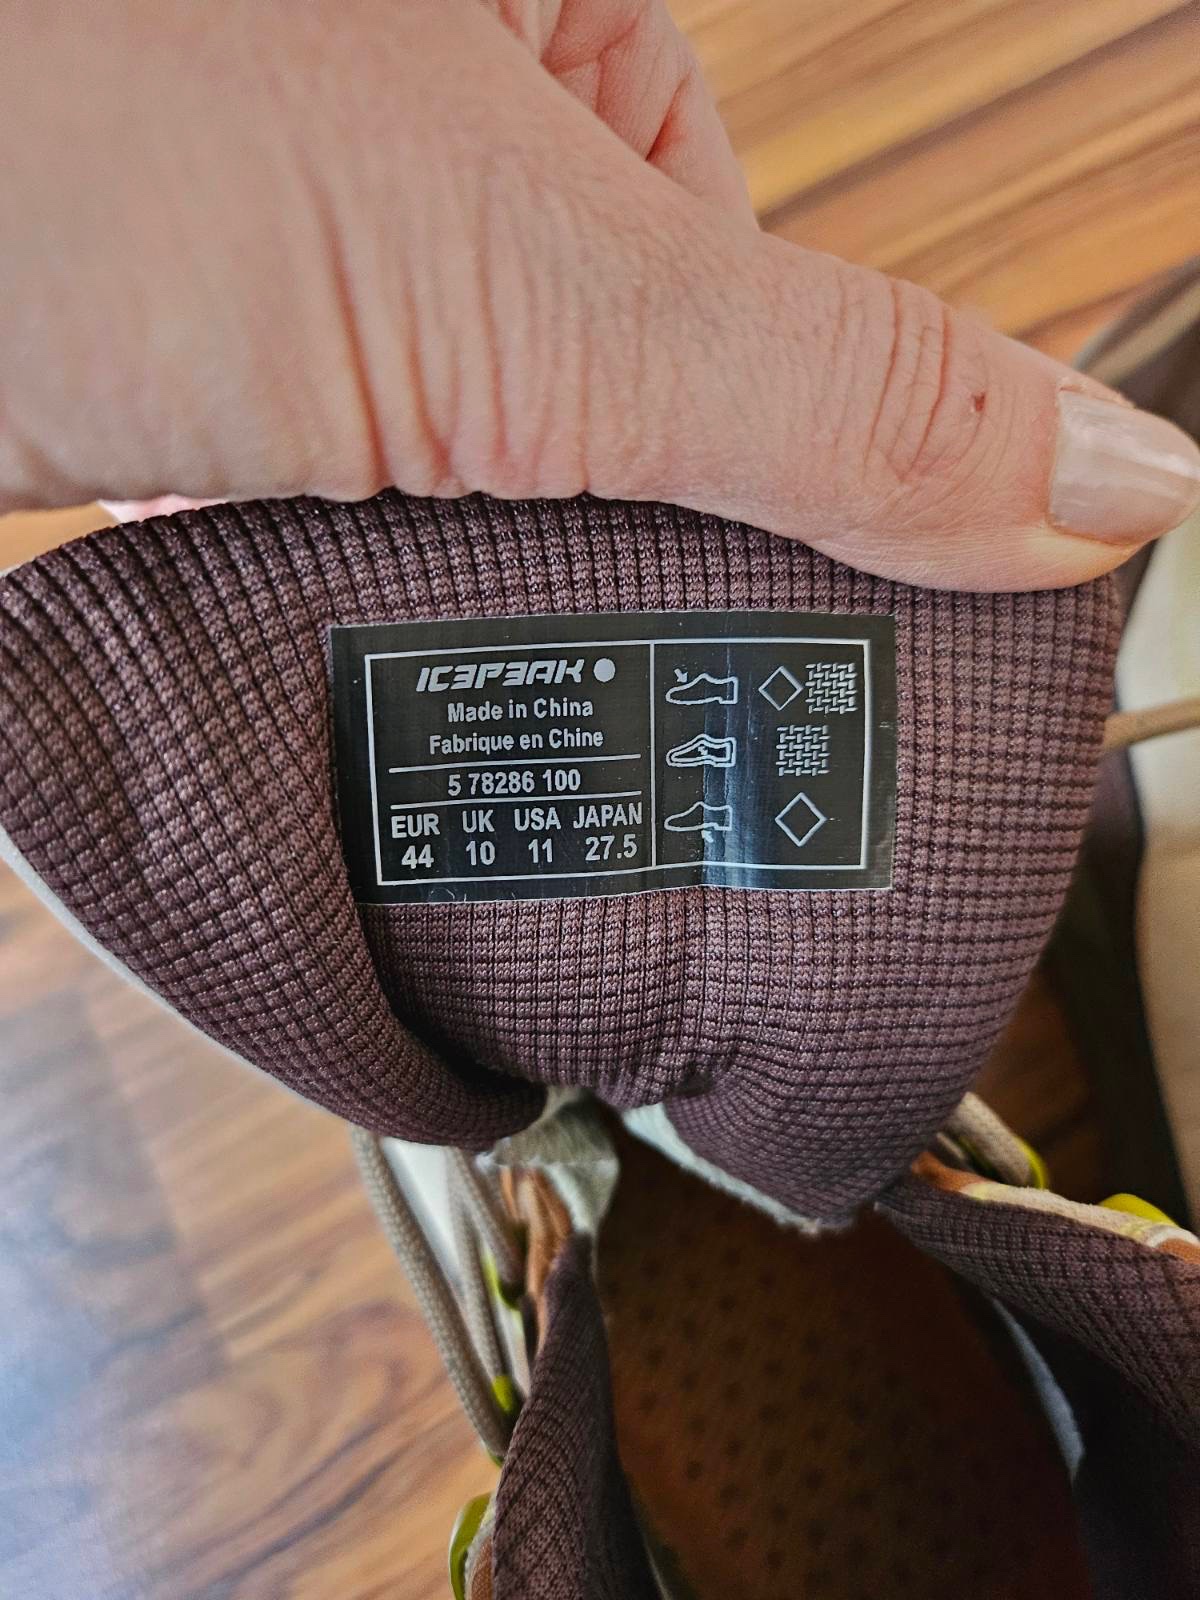 ICEPEAK
Made in China
Fabrique en Chine
5 78286 100
EUR UK USA JAPAN
44 10 11 27.5